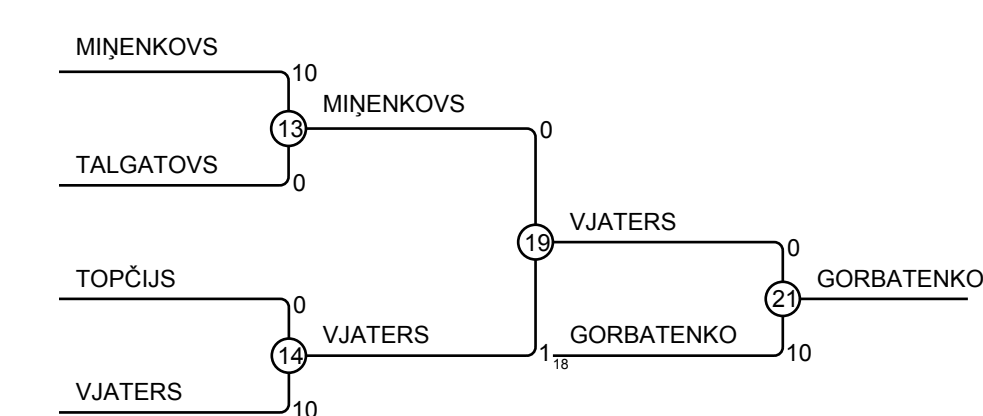 MIŅENKOVS
10
MIŅENKOVS
13
0
TALGATOVS
0
VJATERS
19
0
TOPČIJS
GORBATENKO
0
21
VJATERS
GORBATENKO
14
1
18
10
VJATERS
10